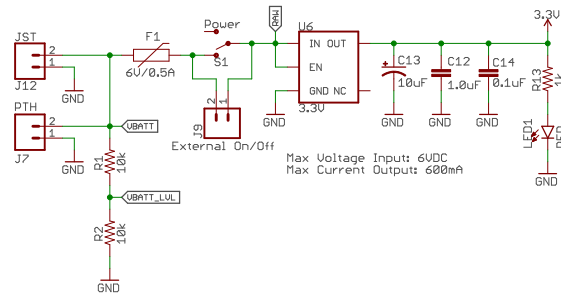 JST
2
1
J12
GND
PTH
2
1
J7
GND
F1
6V/0.5A
Power
S1
RAW
2
1
J9
External On/Off
VBATT
R1
10k
VBATT_LVL
R2
10k
GND
U6
IN OUT
EN
GND NC
3.3V
GND
C13
10uF
GND
C12
1.0uF
GND
C14
0.1uF
GND
3.3V
R13
1k
LED1
RED
GND
Max Voltage Input: 6VDC
Max Current Output: 600mA